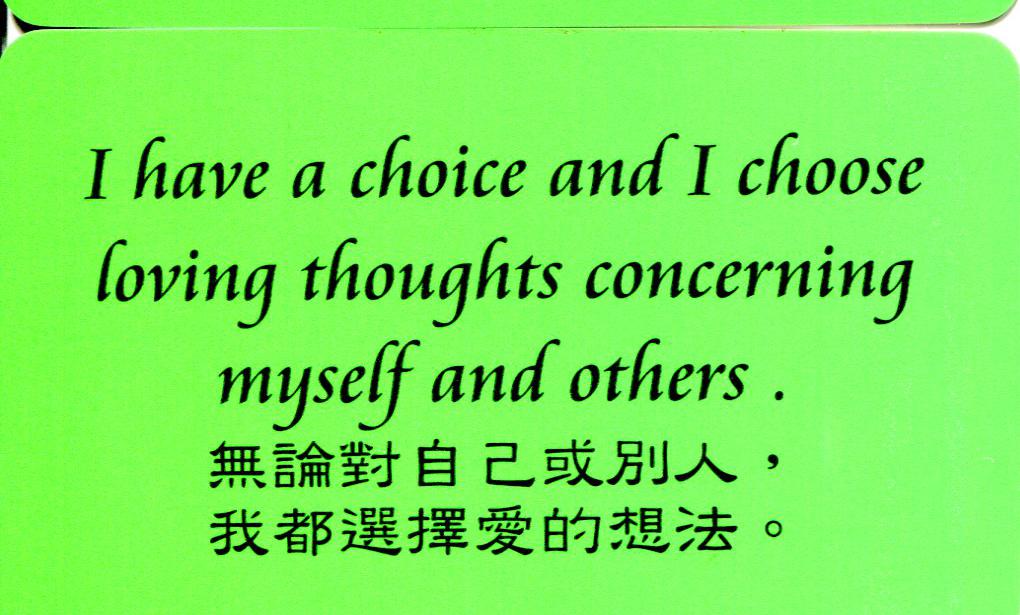 I have a choice and I choose
loving thoughts concerning
myself and others .
無論對自己或別人，
我都選擇愛的想法。